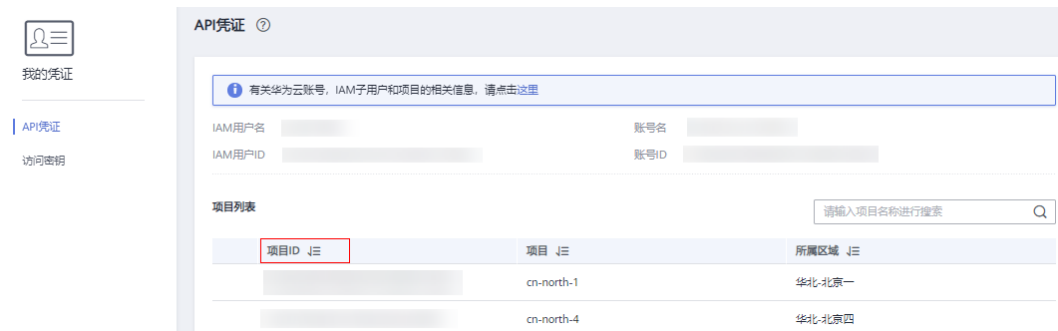 我的凭证
API凭证
访问密钥
API凭证 ?
有关华为云账号，IAM子用户和项目的相关信息，请点击这里
IAM用户名 账号名
IAM用户ID 账号ID
项目列表
请输入项目名称进行搜索
项目ID 项目 所属区域
cn-north-1 华北-北京一
cn-north-4 华北-北京四